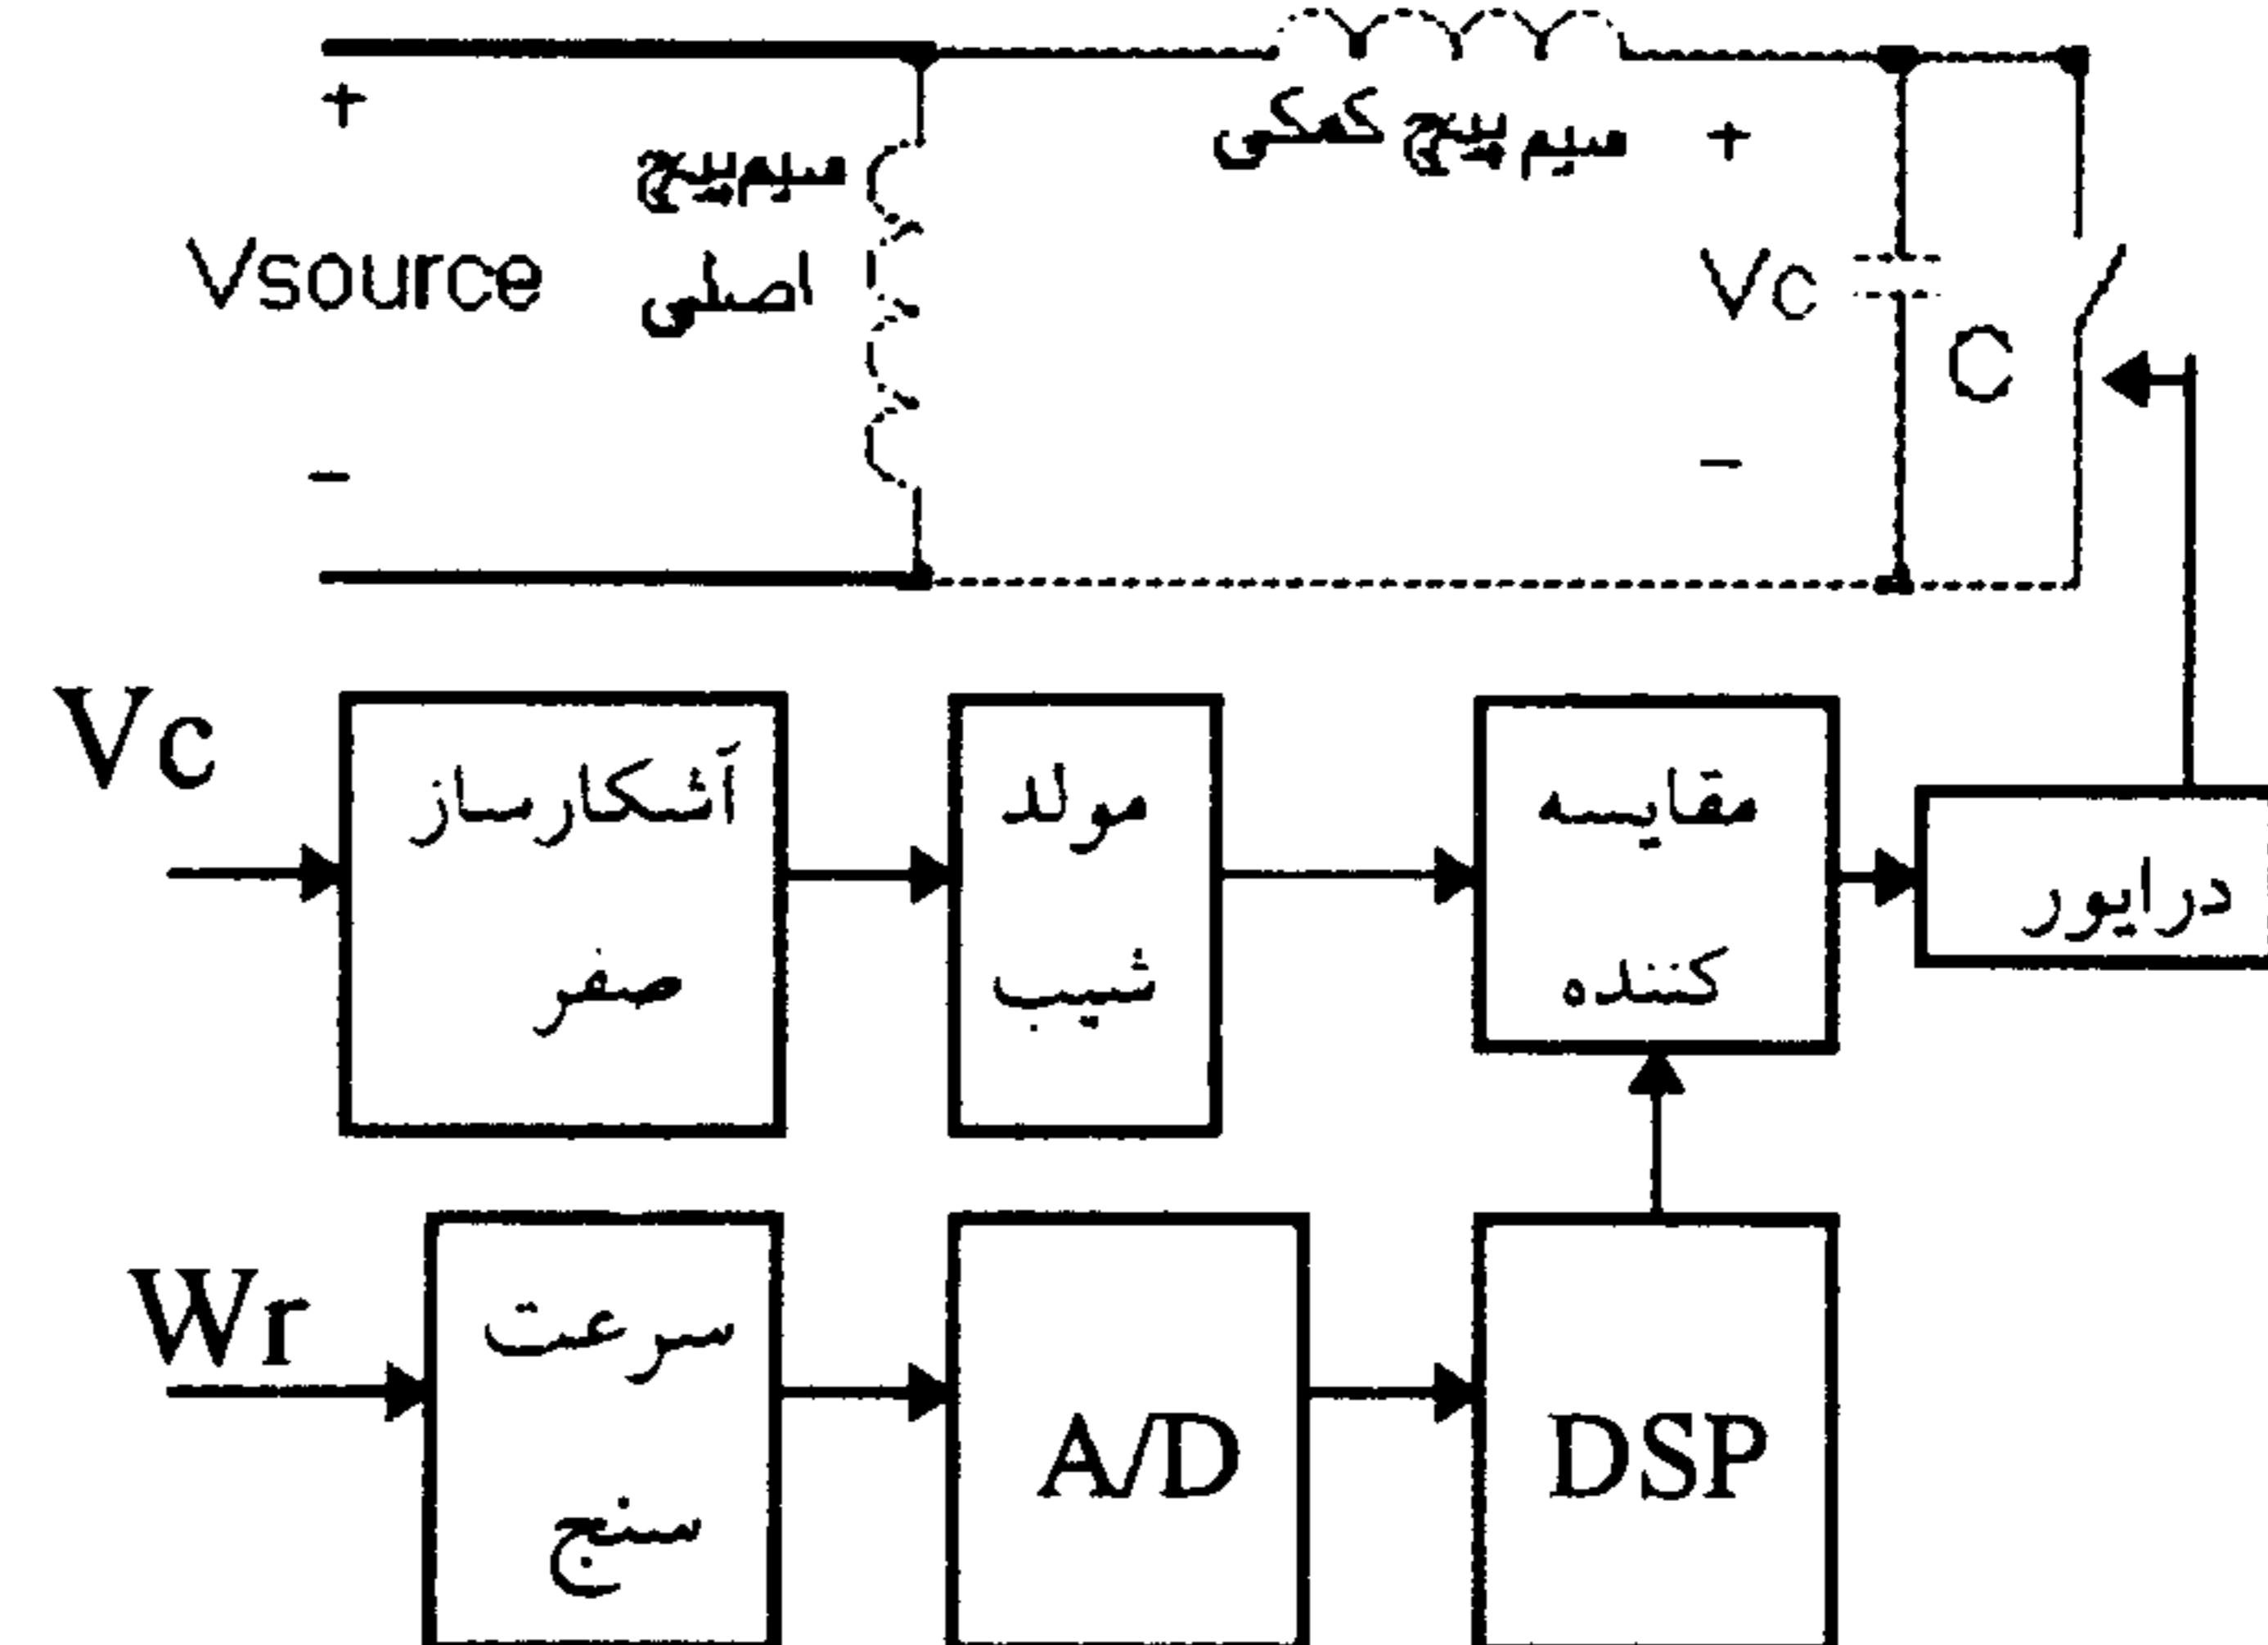 سیم‌پیچ کمکی
+
+
سیم‌پیچ
اصلی
Vsource
Vc
C
-
-
Vc
آشکارساز
صفر
مولد
شیب
مقایسه
کننده
درایور
Wr
سرعت
سنج
A/D
DSP